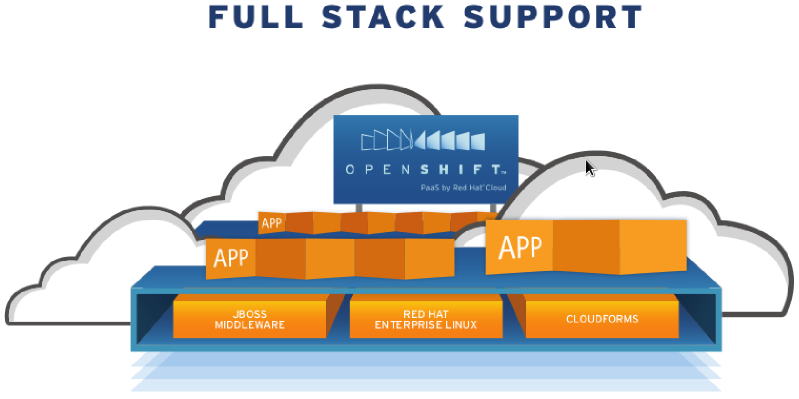 FULL STACK SUPPORT
OPENSHIFT™
PaaS by Red Hat® Cloud
APP
APP
APP
JBOSS
MIDDLEWARE
RED HAT
ENTERPRISE LINUX
CLOUDFORMS